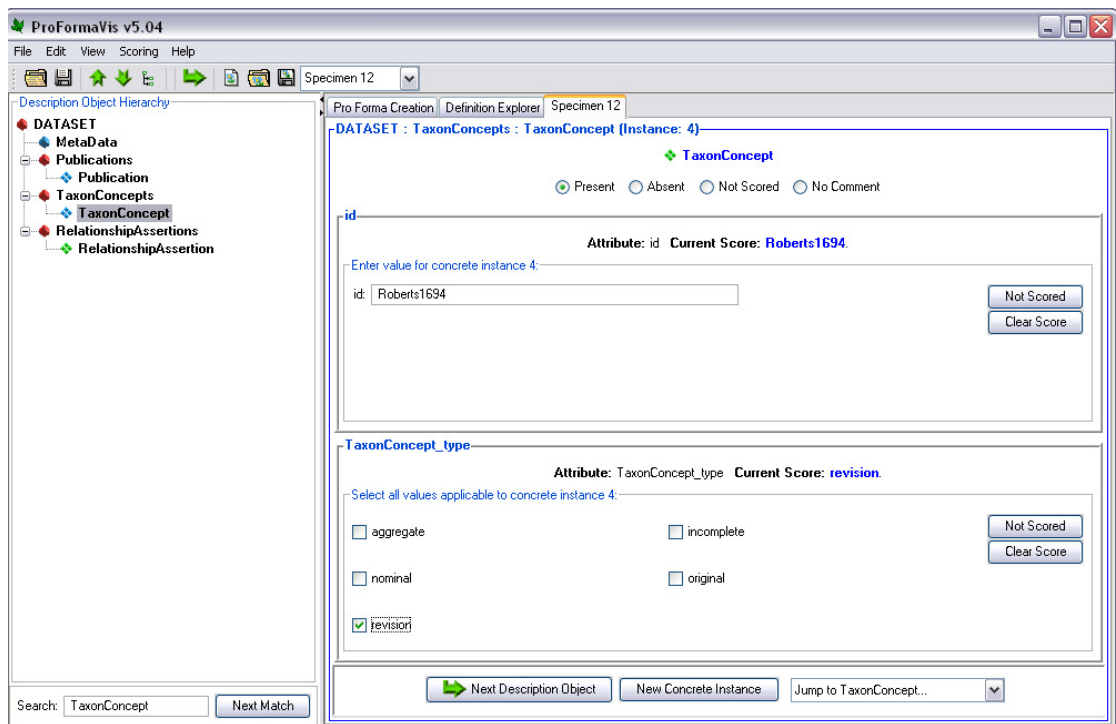 ProFormaVis v5.04
File Edit View Scoring Help
Specimen 12
Description Object Hierarchy
DATASET
MetaData
Publications
Publication
TaxonConcepts
TaxonConcept
RelationshipAssertions
RelationshipAssertion
Search: TaxonConcept Next Match
Pro Forma Creation Definition Explorer Specimen 12
DATASET : TaxonConcepts : TaxonConcept (Instance: 4)
TaxonConcept
Present Absent Not Scored No Comment
id
Attribute: id Current Score: Roberts1694.
Enter value for concrete instance 4:
id: Roberts1694
Not Scored
Clear Score
TaxonConcept_type
Attribute: TaxonConcept_type Current Score: revision.
Select all values applicable to concrete instance 4:
aggregate incomplete
Not Scored
Clear Score
nominal original
revision
Next Description Object New Concrete Instance Jump to TaxonConcept...